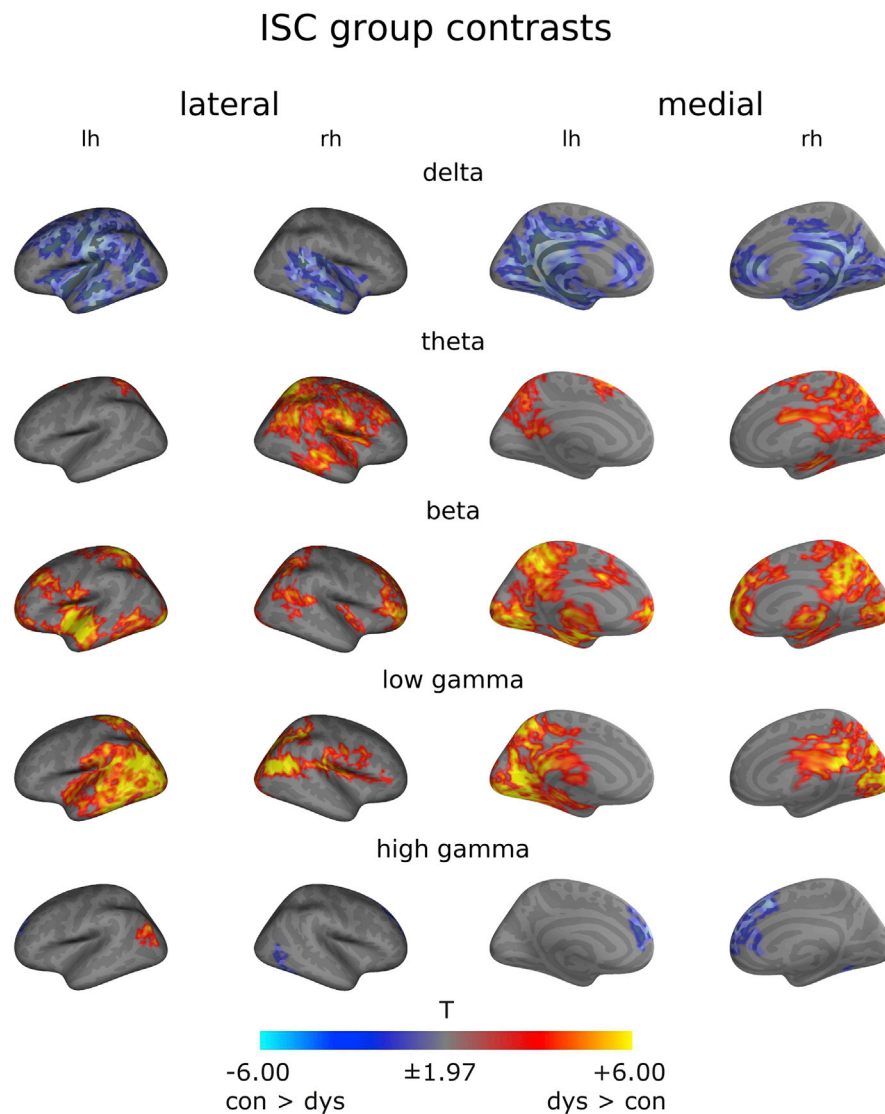 ISC group contrasts
lateral medial
lh rh lh rh
delta
theta
beta
low gamma
high gamma
T
-6.00 ±1.97 +6.00
con > dys dys > con